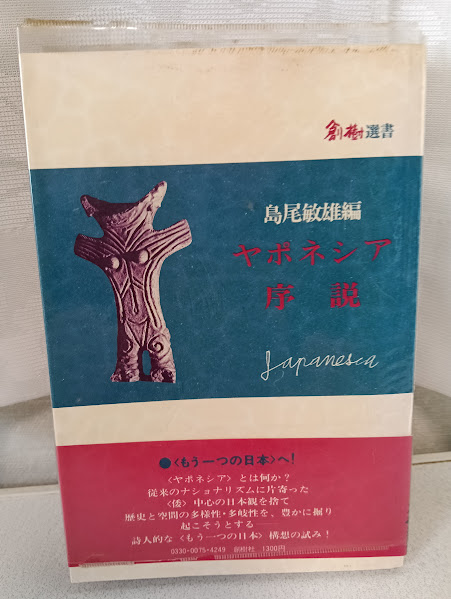 創樹選書
島尾敏雄編
ヤポネシア
序説
Japanesea
●〈もう一つの日本〉へ!
〈ヤポネシア〉とは何か?
従来のナショナリズムに片寄った
〈倭〉中心の日本観を捨て
歴史と空間の多様性・多岐性を、豊かに掘り
起こそうとする──
詩人的な〈もう一つの日本〉構想の試み!
0330-0075-4249 創樹社 1300円